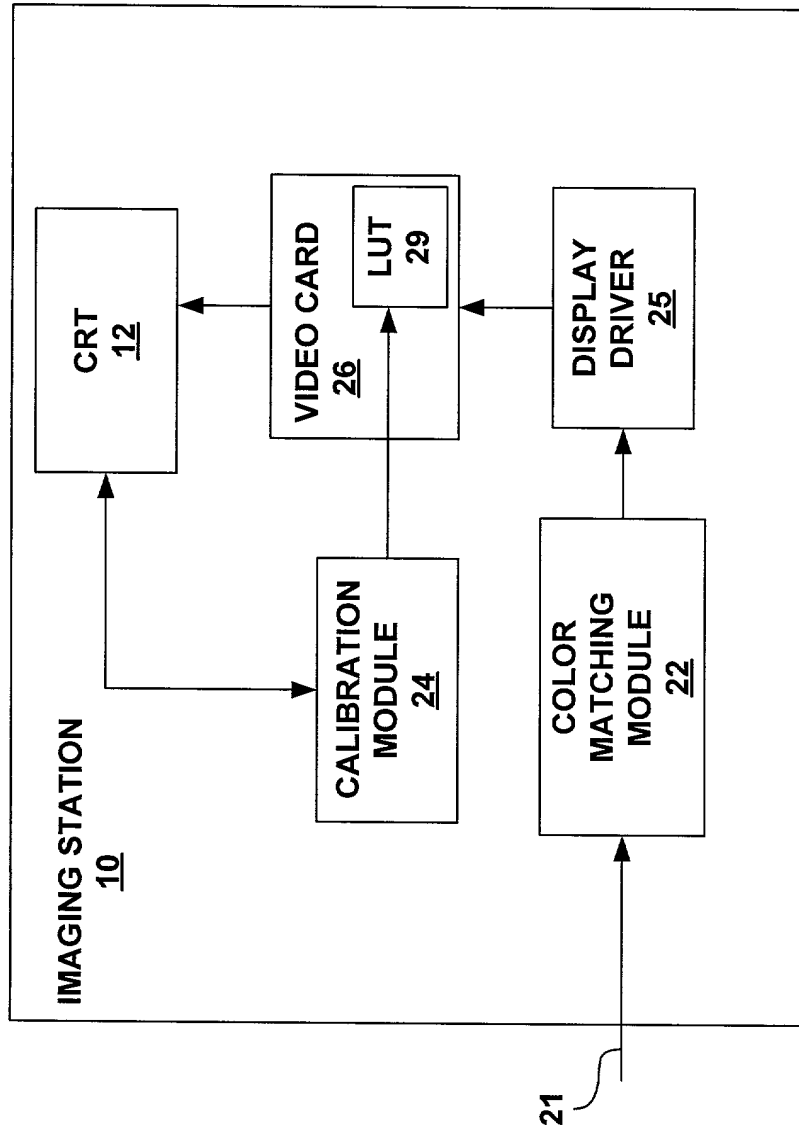 IMAGING STATION
10
CRT
12
CALIBRATION
MODULE
24
VIDEO CARD
26
LUT
29
COLOR
MATCHING
MODULE
22
DISPLAY
DRIVER
25
21